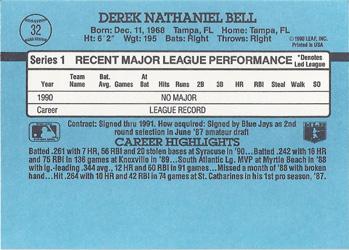 32
DEREK NATHANIEL BELL
Born: Dec. 11, 1968 Tampa, FL Home: Tampa, FL
Ht: 6' 2" Wgt: 195 Bats: Right Throws: Right
© 1990 LEAF, INC.
PRINTED IN USA
Series 1 RECENT MAJOR LEAGUE PERFORMANCE *Denotes Led League
Year Team Name Bat. Avg. Games At Bat Hits Runs 2B 3B HR RBI Steal Walk SO
1990 NO MAJOR
Career LEAGUE RECORD
Contract: Signed thru 1991. How acquired: Signed by Blue Jays as 2nd
round selection in June '87 amateur draft
CAREER HIGHLIGHTS
Batted .261 with 7 HR, 56 RBI and 20 stolen bases at Syracuse in '90...Batted .242 with 16 HR
and 75 RBI in 136 games at Knoxville in '89...South Atlantic Lg. MVP at Myrtle Beach in '88
with lg.-leading .344 avg., 12 HR and 60 RBI in 91 games...Missed a month of '88 with broken
hand...Hit .264 with 10 HR, 42 RBI in 74 games at St. Catharines in his 1st pro season, '87.